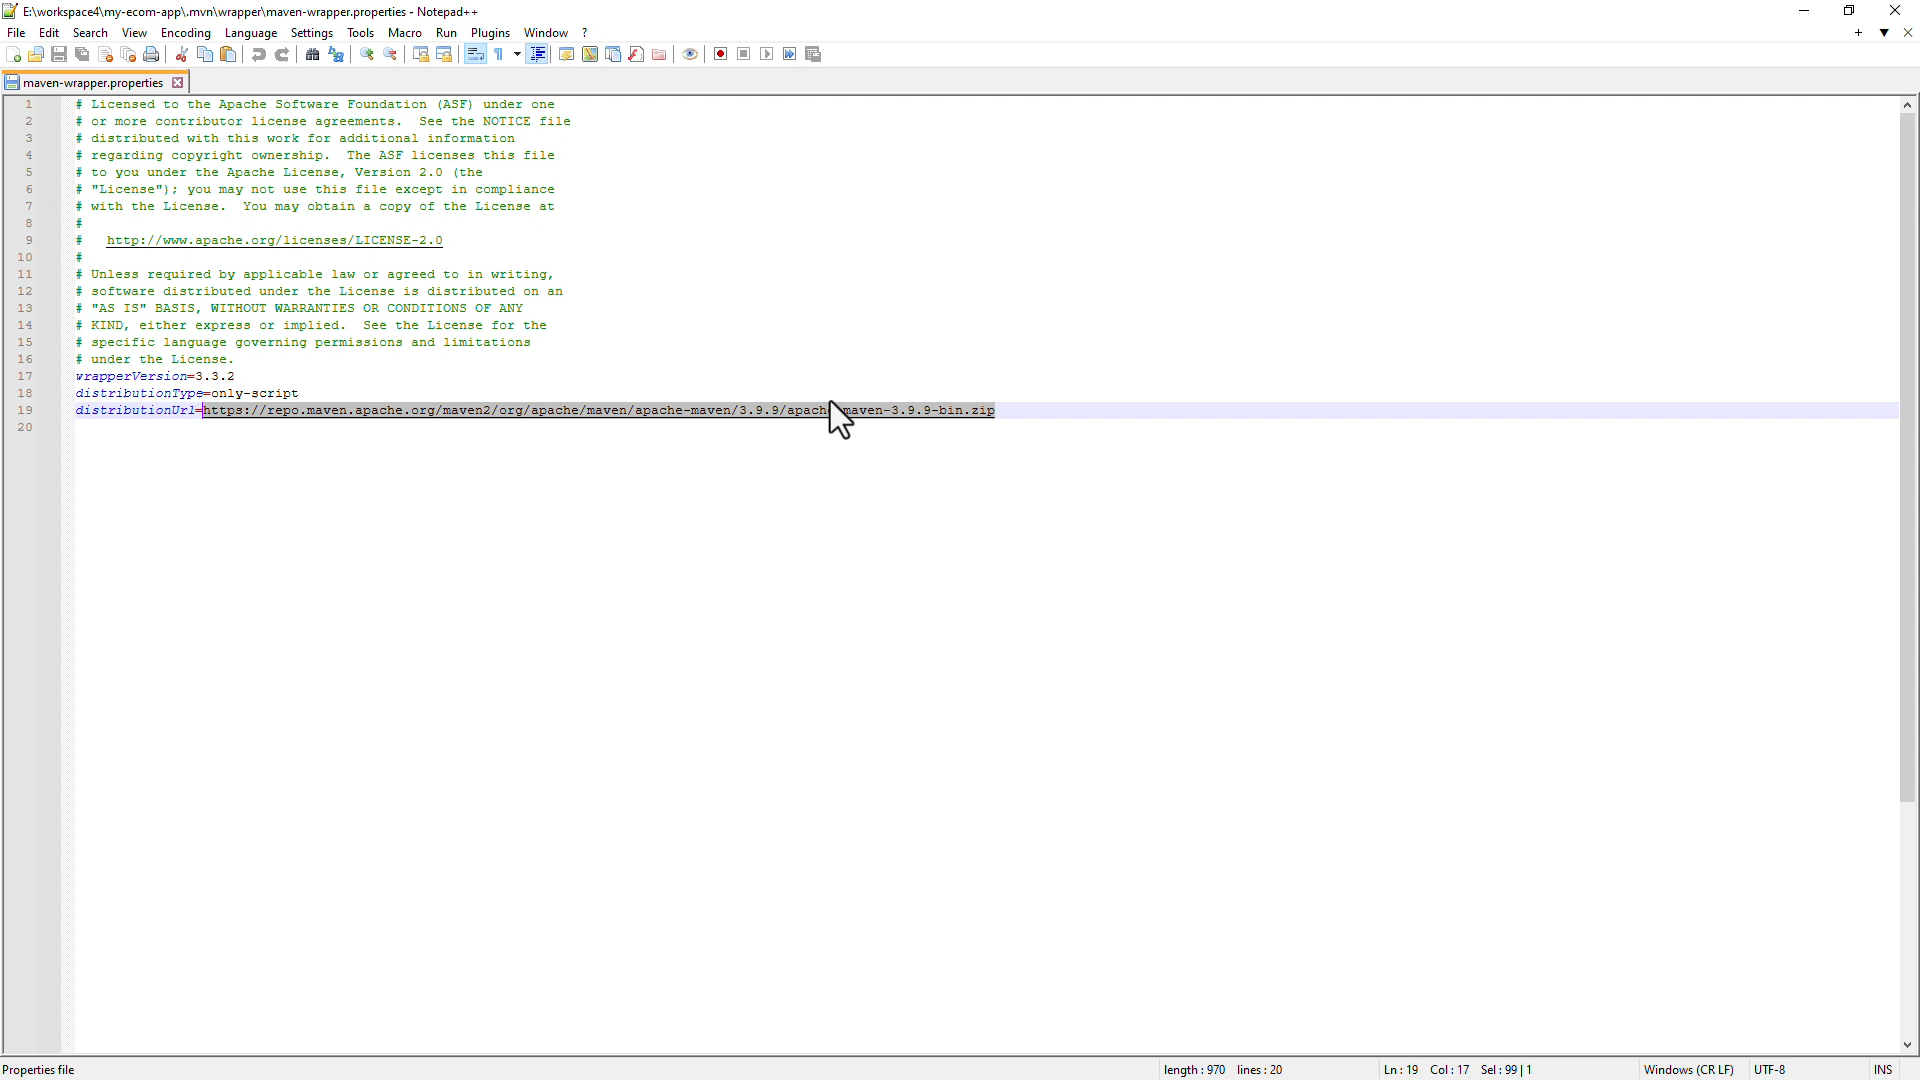 E:\workspace4\my-ecom-app\.mvn\wrapper\maven-wrapper.properties - Notepad++
File Edit Search View Encoding Language Settings Tools Macro Run Plugins Window ?
maven-wrapper.properties
1 # Licensed to the Apache Software Foundation (ASF) under one
2 # or more contributor license agreements.  See the NOTICE file
3 # distributed with this work for additional information
4 # regarding copyright ownership.  The ASF licenses this file
5 # to you under the Apache License, Version 2.0 (the
6 # "License"); you may not use this file except in compliance
7 # with the License.  You may obtain a copy of the License at
8 #
9 #   http://www.apache.org/licenses/LICENSE-2.0
10 #
11 # Unless required by applicable law or agreed to in writing,
12 # software distributed under the License is distributed on an
13 # "AS IS" BASIS, WITHOUT WARRANTIES OR CONDITIONS OF ANY
14 # KIND, either express or implied.  See the License for the
15 # specific language governing permissions and limitations
16 # under the License.
17 wrapperVersion=3.3.2
18 distributionType=only-script
19 distributionUrl=https://repo.maven.apache.org/maven2/org/apache/maven/apache-maven/3.9.9/apache-maven-3.9.9-bin.zip
20
Properties file length : 970 lines : 20 Ln : 19 Col : 17 Sel : 99 | 1 Windows (CR LF) UTF-8 INS